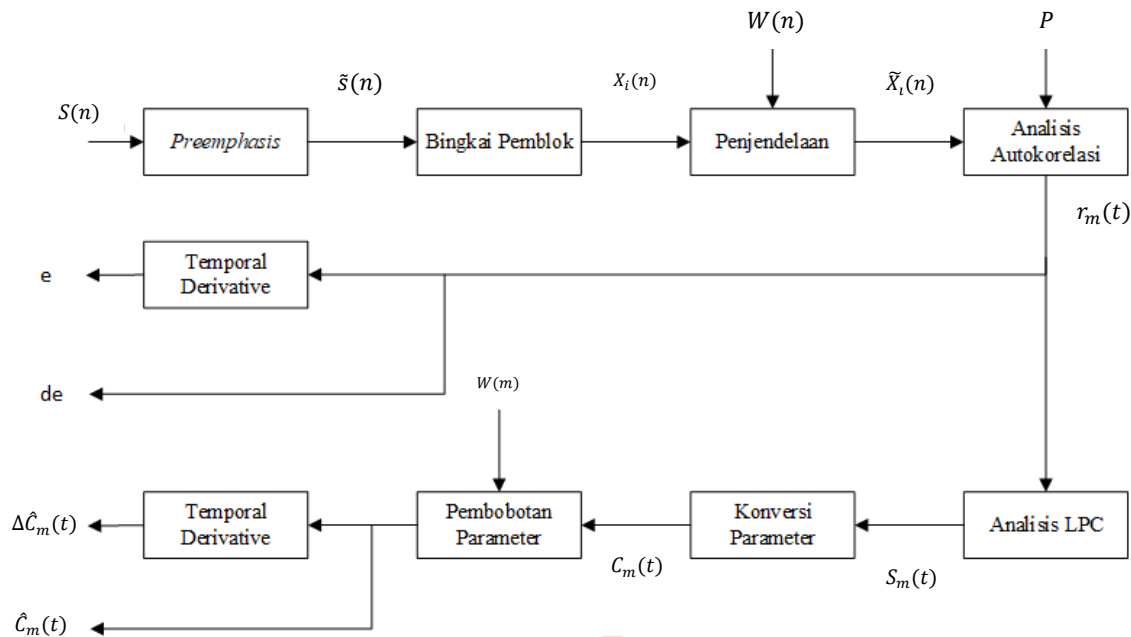 W(n)
P
S(n)
s̃(n)
X_i(n)
X̃_i(n)
Preemphasis
Bingkai Pemblok
Penjendelaan
Analisis
Autokorelasi
r_m(t)
e
Temporal
Derivative
de
W(m)
ΔĈ_m(t)
Temporal
Derivative
Pembobotan
Parameter
Konversi
Parameter
Analisis LPC
C_m(t)
S_m(t)
Ĉ_m(t)